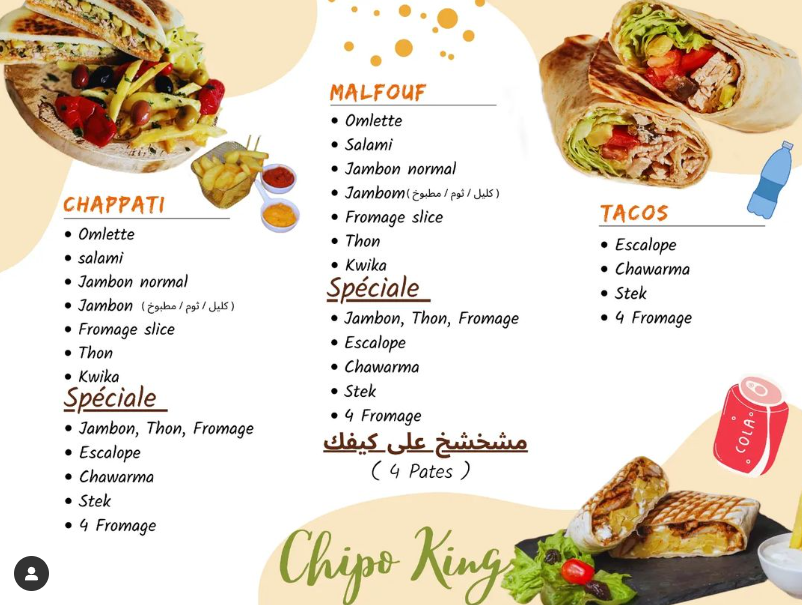 CHAPPATI
Omlette
salami
Jambon normal
Jambon (كليل / ثوم / مطبوخ)
Fromage slice
Thon
Kwika
Spéciale
Jambon, Thon, Fromage
Escalope
Chawarma
Stek
4 Fromage
MALFOUF
Omlette
Salami
Jambon normal
Jambom(كليل / ثوم / مطبوخ)
Fromage slice
Thon
Kwika
Spéciale
Jambon, Thon, Fromage
Escalope
Chawarma
Stek
4 Fromage
مشخشخ على كيفك
( 4 Pates )
TACOS
Escalope
Chawarma
Stek
4 Fromage
COLA
Chipo King